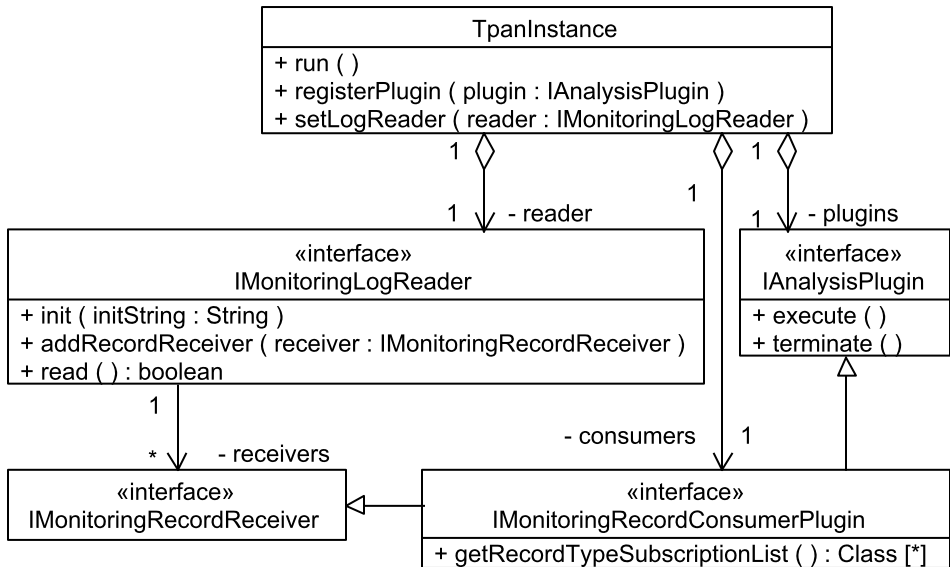 TpanInstance
+ run ( )
+ registerPlugin ( plugin : IAnalysisPlugin )
+ setLogReader ( reader : IMonitoringLogReader )
1
1
1
1 - reader
1 - plugins
«interface»
IMonitoringLogReader
+ init ( initString : String )
+ addRecordReceiver ( receiver : IMonitoringRecordReceiver )
+ read ( ) : boolean
«interface»
IAnalysisPlugin
+ execute ( )
+ terminate ( )
1
* - receivers
- consumers 1
«interface»
IMonitoringRecordReceiver
«interface»
IMonitoringRecordConsumerPlugin
+ getRecordTypeSubscriptionList ( ) : Class [*]